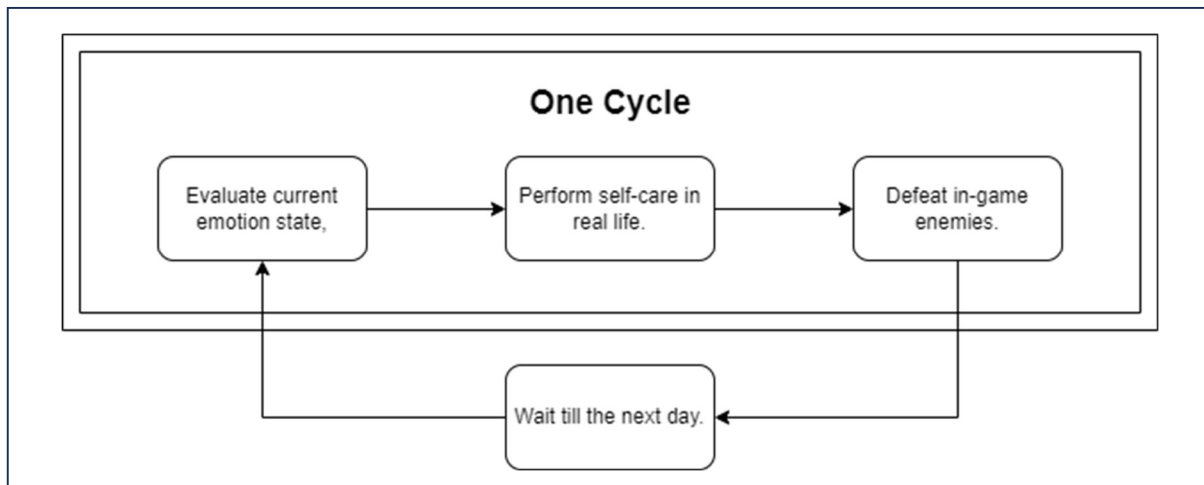 One Cycle
Evaluate current
emotion state,
Perform self-care in
real life.
Defeat in-game
enemies.
Wait till the next day.